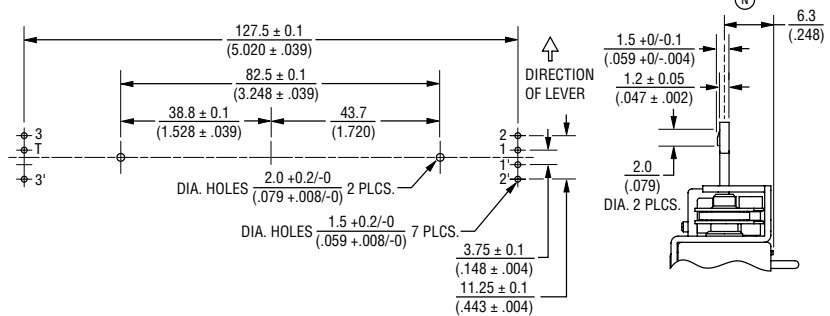 127.5 ± 0.1
(5.020 ± .039)
82.5 ± 0.1
(3.248 ± .039)
38.8 ± 0.1
(1.528 ± .039)
43.7
(1.720)
DIRECTION
OF LEVER
3
T
3'
2
1
1'
2'
DIA. HOLES 2.0 +0.2/-0 2 PLCS.
(.079 +.008/-0)
DIA. HOLES 1.5 +0.2/-0 7 PLCS.
(.059 +.008/-0)
3.75 ± 0.1
(.148 ± .004)
11.25 ± 0.1
(.443 ± .004)
N
6.3
(.248)
1.5 +0/-0.1
(.059 +0/-.004)
1.2 ± 0.05
(.047 ± .002)
2.0
(.079)
DIA. 2 PLCS.